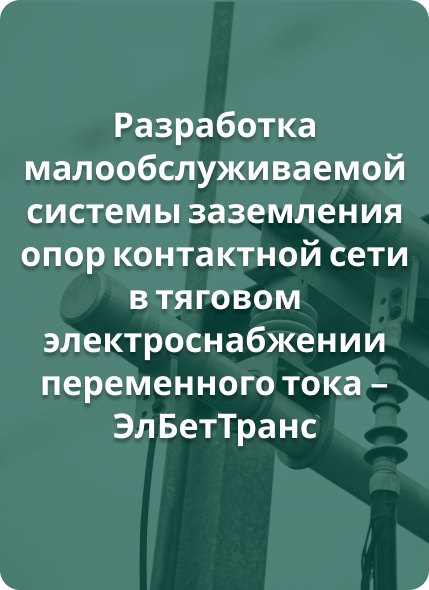 Разработка
малообслуживаемой
системы заземления
опор контактной сети
в тяговом
электроснабжении
переменного тока –
ЭлБетТранс